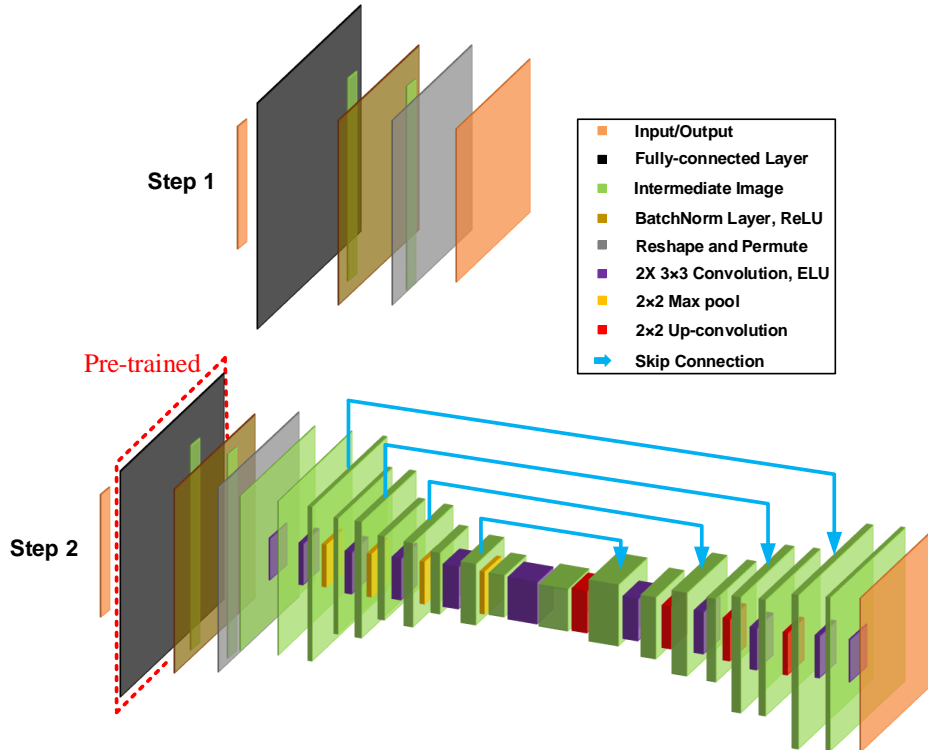 Step 1
Input/Output
Fully-connected Layer
Intermediate Image
BatchNorm Layer, ReLU
Reshape and Permute
2X 3×3 Convolution, ELU
2×2 Max pool
2×2 Up-convolution
Skip Connection
Pre-trained
Step 2